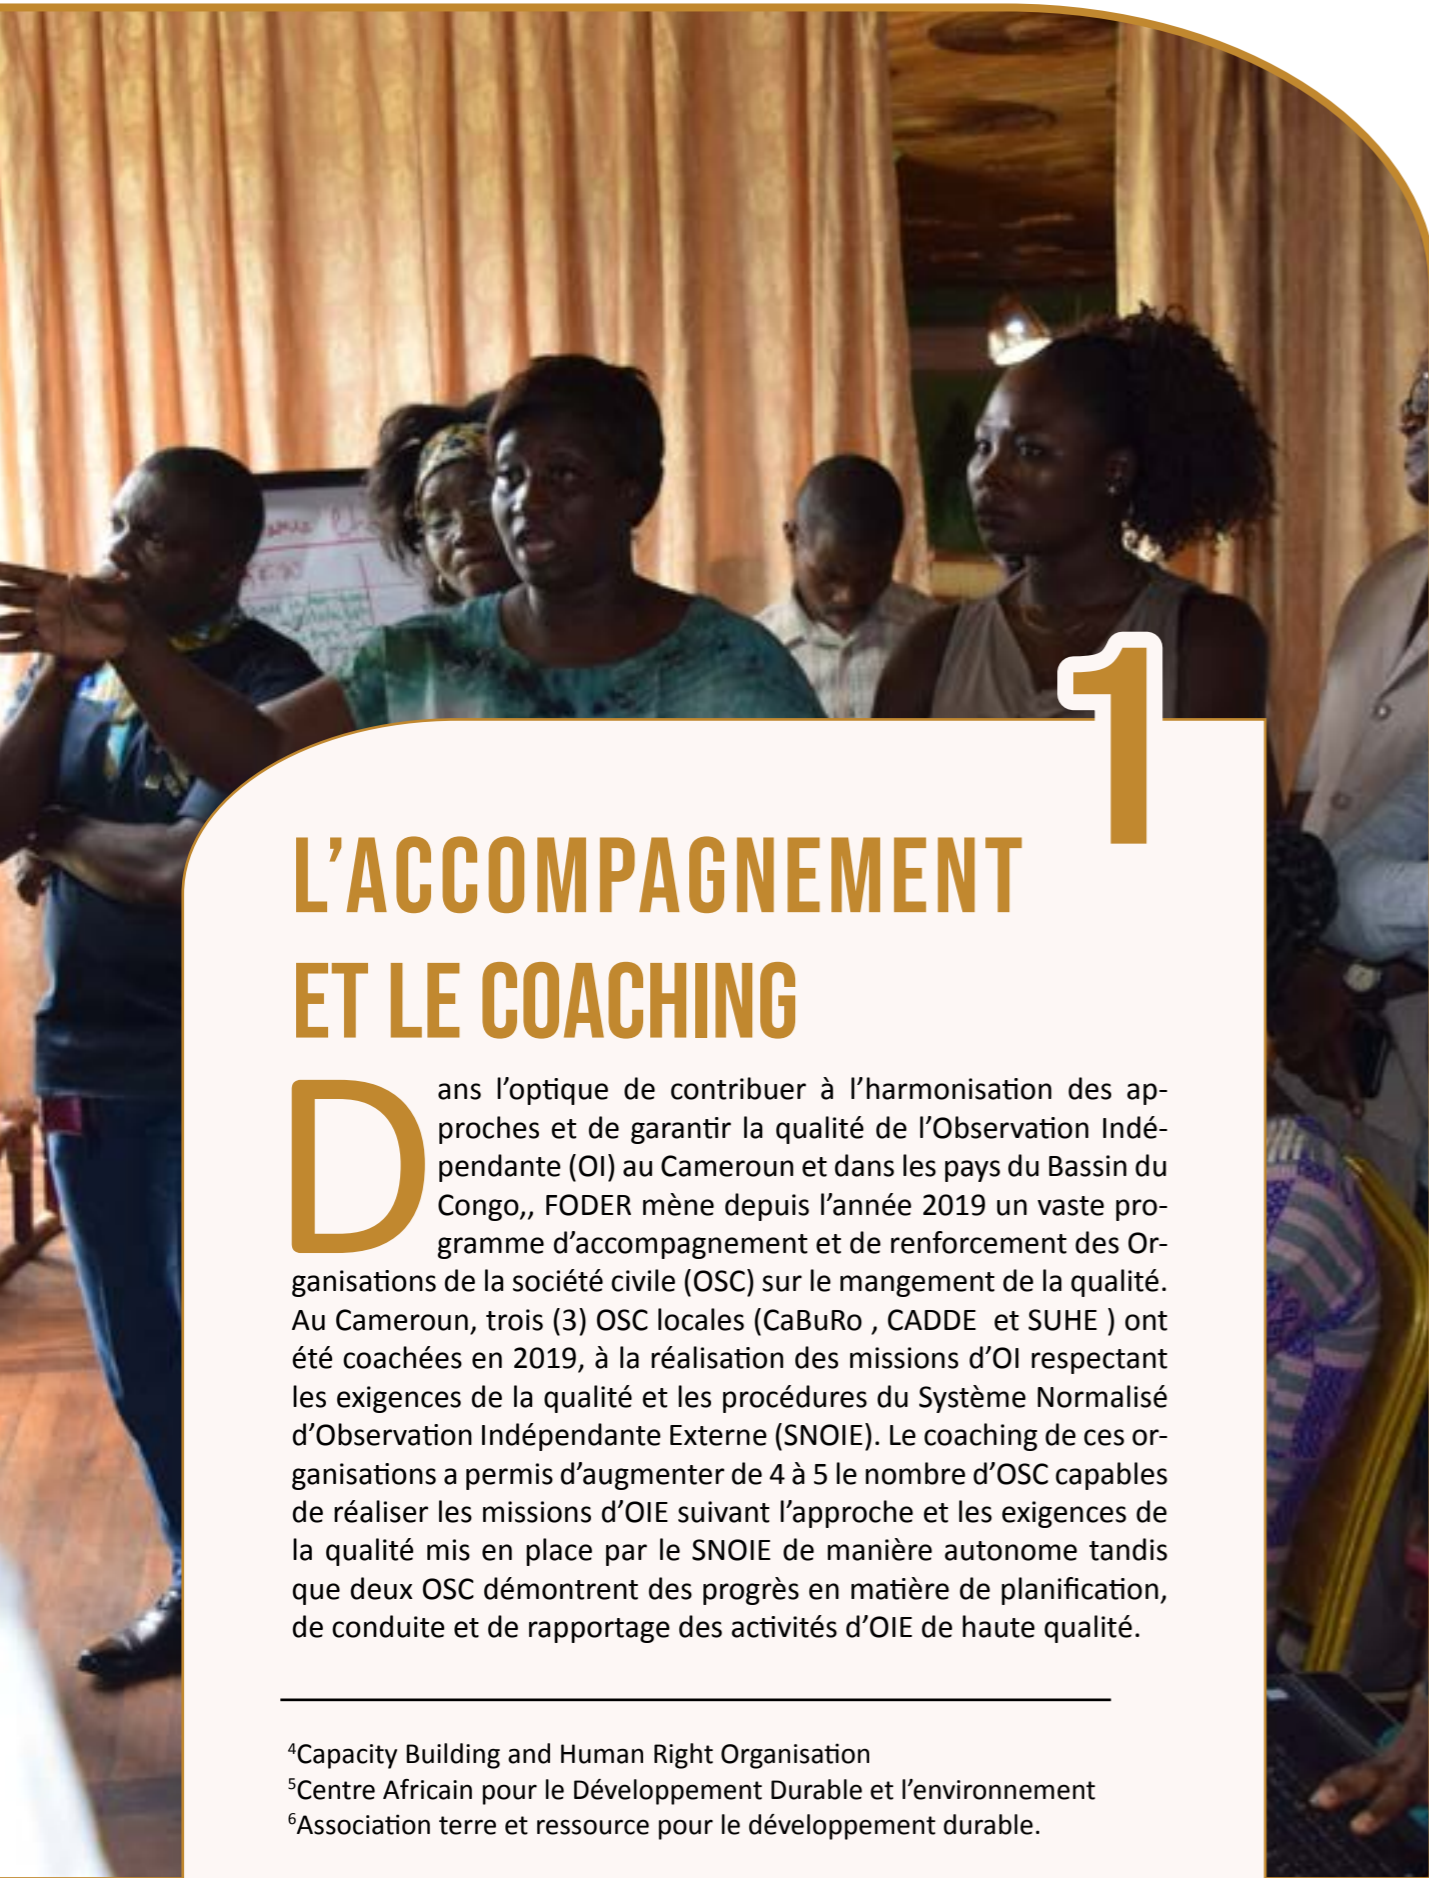 1
L’ACCOMPAGNEMENT
ET LE COACHING
Dans l’optique de contribuer à l’harmonisation des ap-
proches et de garantir la qualité de l’Observation Indé-
pendante (OI) au Cameroun et dans les pays du Bassin du
Congo,, FODER mène depuis l’année 2019 un vaste pro-
gramme d’accompagnement et de renforcement des Or-
ganisations de la société civile (OSC) sur le mangement de la qualité.
Au Cameroun, trois (3) OSC locales (CaBuRo , CADDE et SUHE ) ont
été coachées en 2019, à la réalisation des missions d’OI respectant
les exigences de la qualité et les procédures du Système Normalisé
d’Observation Indépendante Externe (SNOIE). Le coaching de ces or-
ganisations a permis d’augmenter de 4 à 5 le nombre d’OSC capables
de réaliser les missions d’OIE suivant l’approche et les exigences de
la qualité mis en place par le SNOIE de manière autonome tandis
que deux OSC démontrent des progrès en matière de planification,
de conduite et de rapportage des activités d’OIE de haute qualité.
⁴Capacity Building and Human Right Organisation
⁵Centre Africain pour le Développement Durable et l’environnement
⁶Association terre et ressource pour le développement durable.